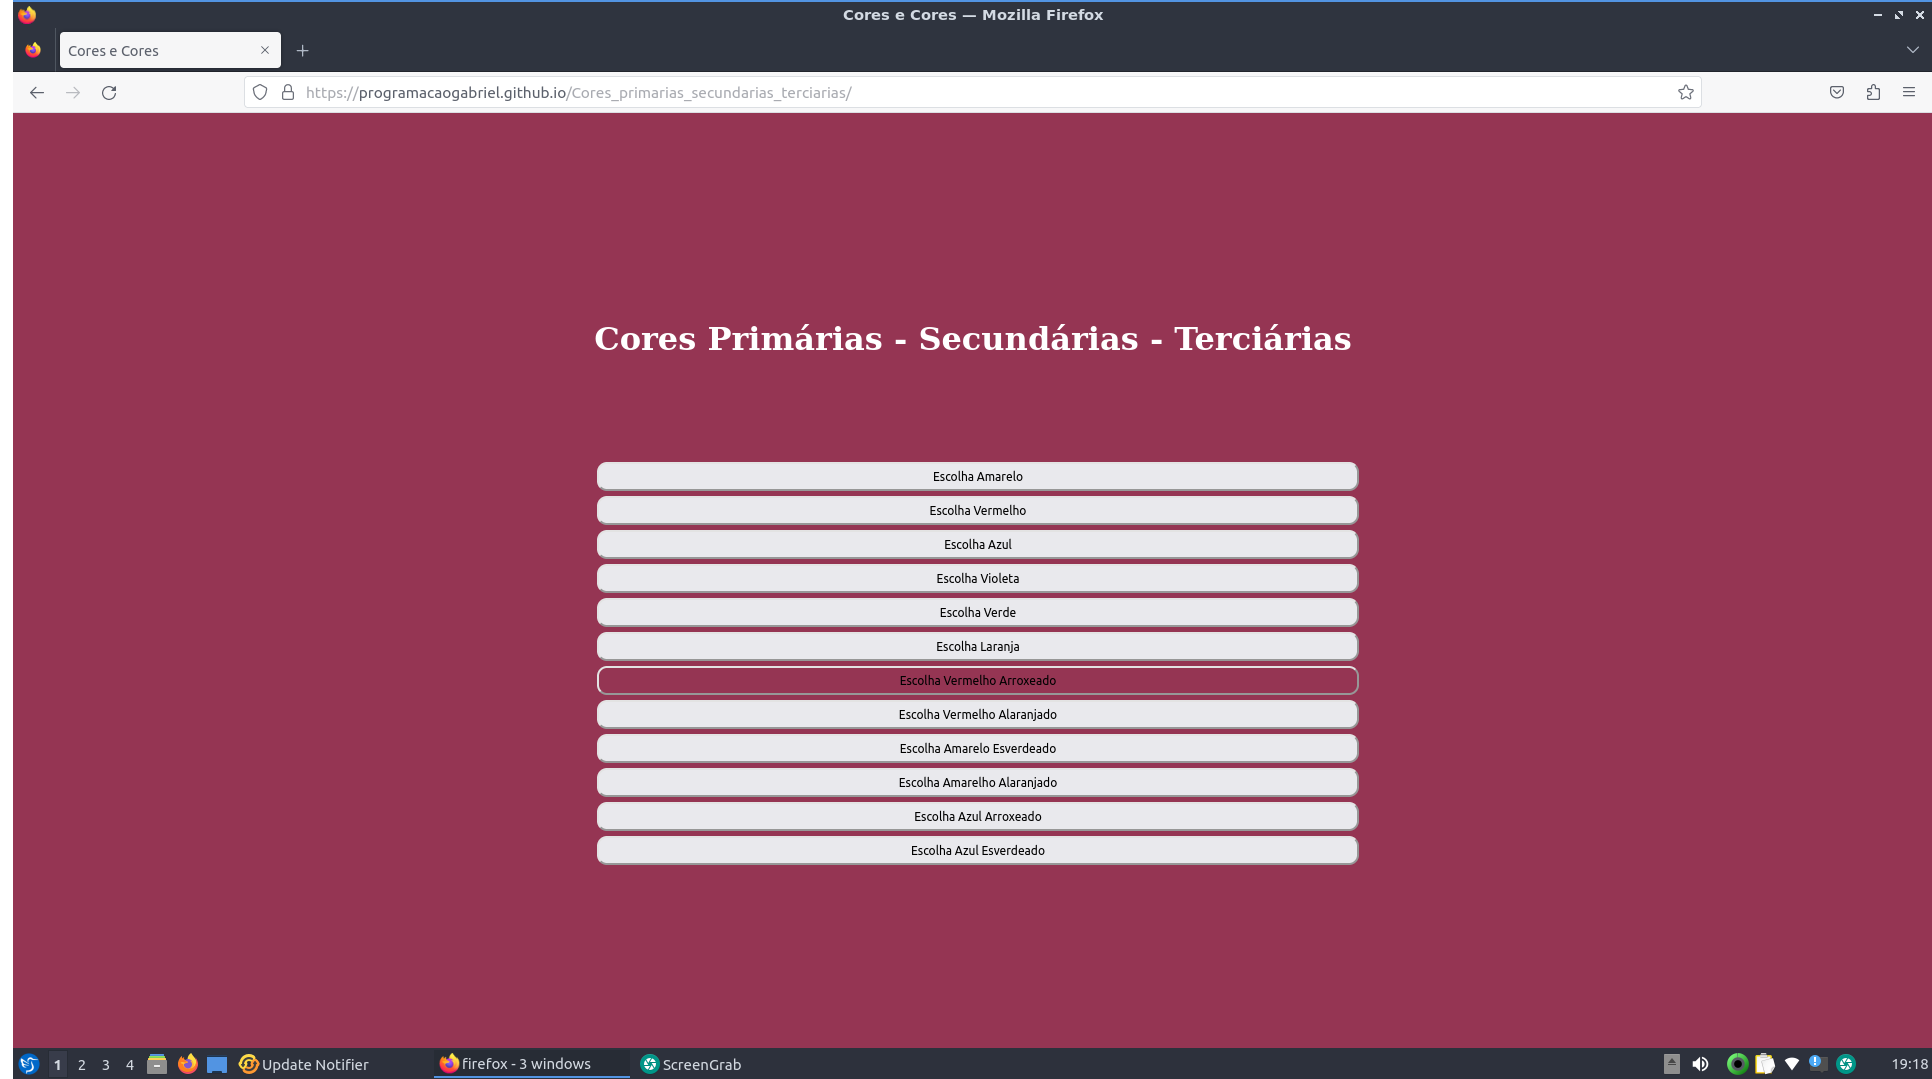 Cores e Cores — Mozilla Firefox
Cores e Cores
https://programacaogabriel.github.io/Cores_primarias_secundarias_terciarias/
Cores Primárias - Secundárias - Terciárias
Escolha Amarelo
Escolha Vermelho
Escolha Azul
Escolha Violeta
Escolha Verde
Escolha Laranja
Escolha Vermelho Arroxeado
Escolha Vermelho Alaranjado
Escolha Amarelo Esverdeado
Escolha Amarelho Alaranjado
Escolha Azul Arroxeado
Escolha Azul Esverdeado
1 2 3 4 Update Notifier firefox - 3 windows ScreenGrab 19:18